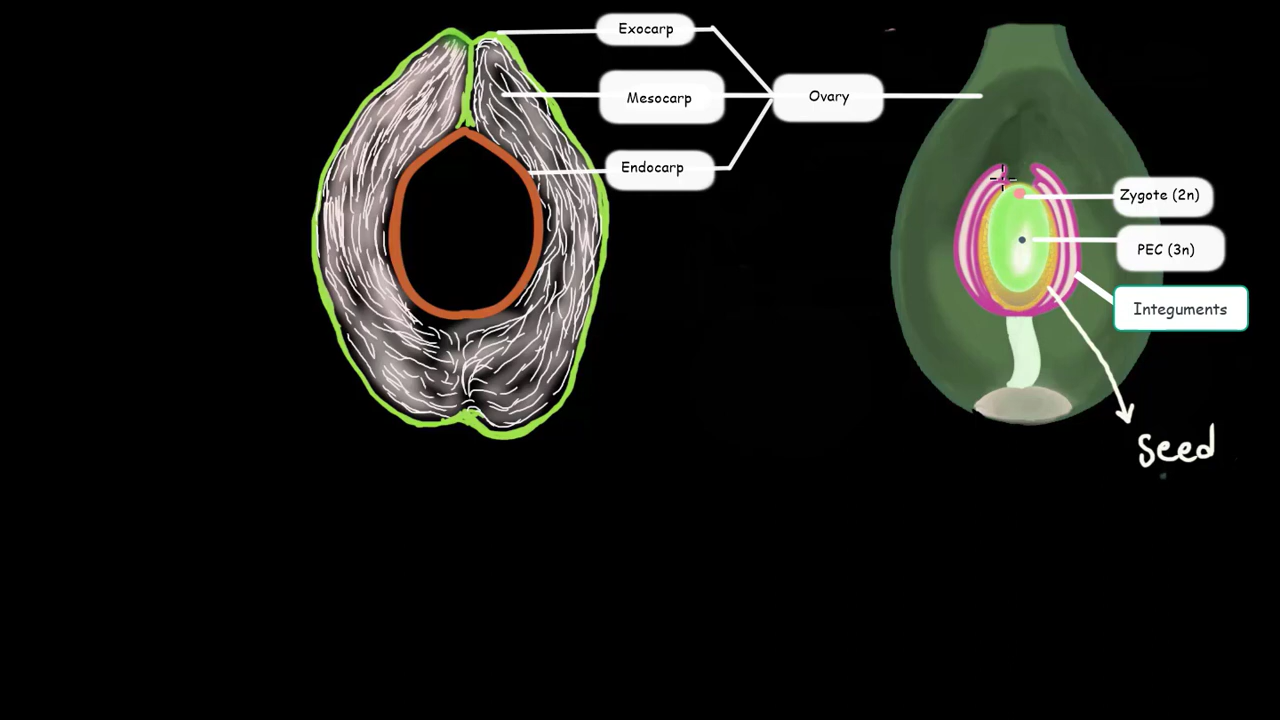 Exocarp
Mesocarp
Endocarp
Ovary
Zygote (2n)
PEC (3n)
Integuments
Seed